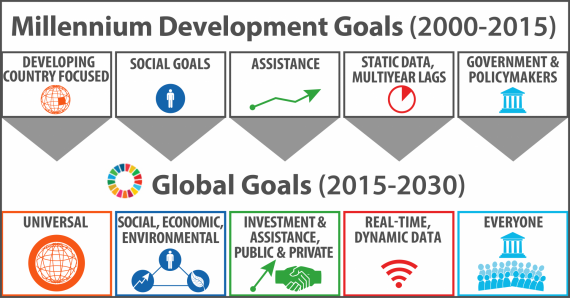 Millennium Development Goals (2000-2015)
DEVELOPING
COUNTRY FOCUSED
SOCIAL GOALS
ASSISTANCE
STATIC DATA,
MULTIYEAR LAGS
GOVERNMENT &
POLICYMAKERS
Global Goals (2015-2030)
UNIVERSAL
SOCIAL, ECONOMIC,
ENVIRONMENTAL
INVESTMENT &
ASSISTANCE,
PUBLIC & PRIVATE
REAL-TIME,
DYNAMIC DATA
EVERYONE